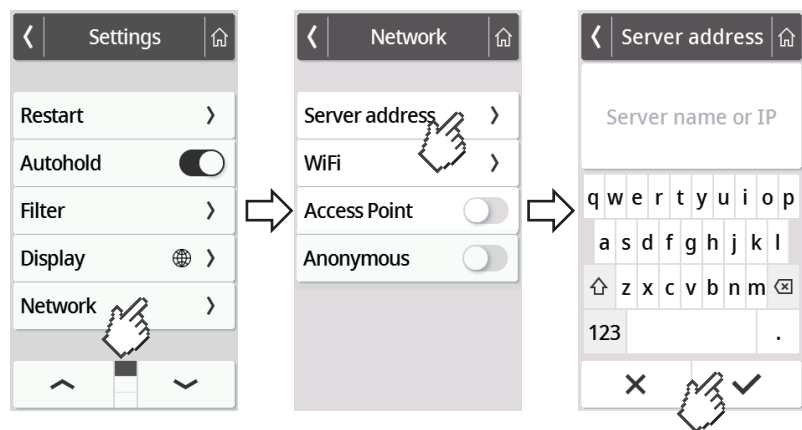 Settings
Restart
Autohold
Filter
Display
Network
Network
Server address
WiFi
Access Point
Anonymous
Server address
Server name or IP
q w e r t y u i o p
a s d f g h j k l
z x c v b n m
123 .